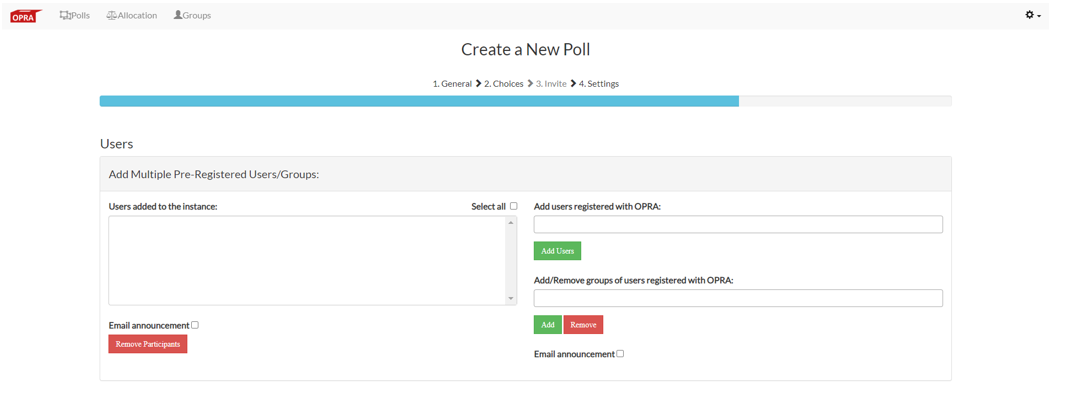 OPRA Polls Allocation Groups
Create a New Poll
1. General 2. Choices 3. Invite 4. Settings
Users
Add Multiple Pre-Registered Users/Groups:
Users added to the instance: Select all
Email announcement
Remove Participants
Add users registered with OPRA:
Add Users
Add/Remove groups of users registered with OPRA:
Add Remove
Email announcement